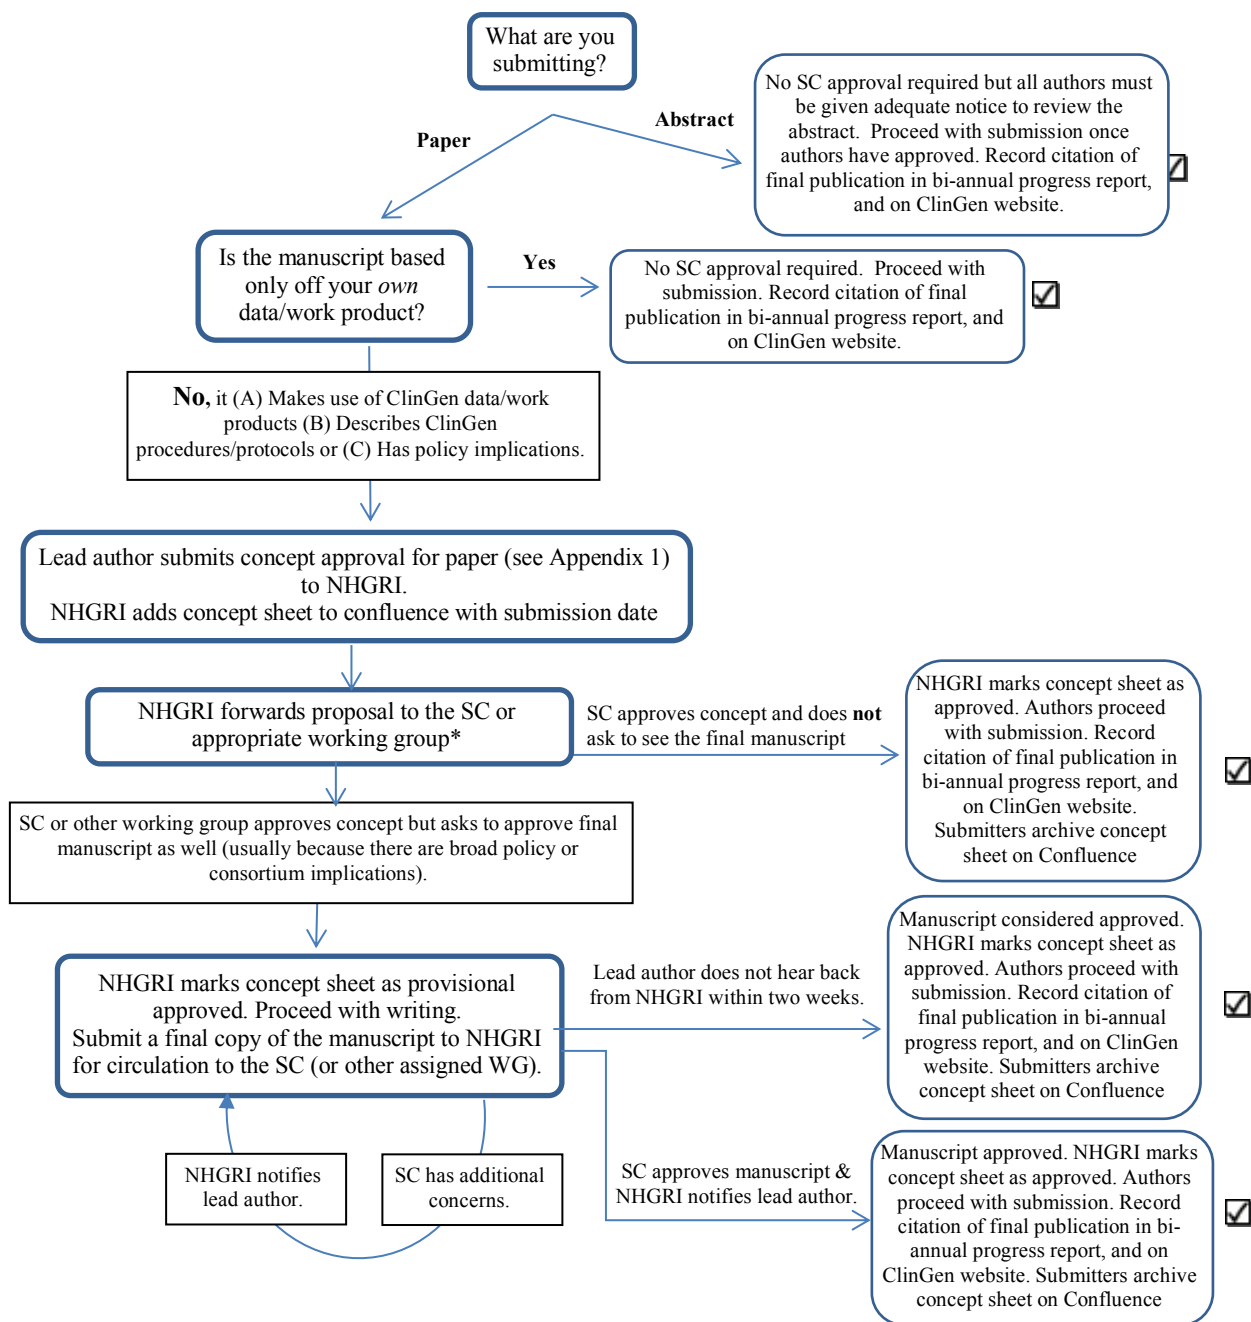 What are you
submitting?
No SC approval required but all authors must
be given adequate notice to review the
abstract.  Proceed with submission once
authors have approved. Record citation of
final publication in bi-annual progress report,
and on ClinGen website.
Abstract
Paper
Is the manuscript based
only off your own
data/work product?
Yes
No SC approval required.  Proceed with
submission. Record citation of final
publication in bi-annual progress report, and
on ClinGen website.
No, it (A) Makes use of ClinGen data/work
products (B) Describes ClinGen
procedures/protocols or (C) Has policy implications.
Lead author submits concept approval for paper (see Appendix 1)
to NHGRI.
NHGRI adds concept sheet to confluence with submission date
NHGRI forwards proposal to the SC or
appropriate working group*
SC approves concept and does not
ask to see the final manuscript
NHGRI marks concept sheet as
approved. Authors proceed
with submission. Record
citation of final publication in
bi-annual progress report, and
on ClinGen website.
Submitters archive concept
sheet on Confluence
SC or other working group approves concept but asks to approve final
manuscript as well (usually because there are broad policy or
consortium implications).
NHGRI marks concept sheet as provisional
approved. Proceed with writing.
Submit a final copy of the manuscript to NHGRI
for circulation to the SC (or other assigned WG).
Lead author does not hear back
from NHGRI within two weeks.
Manuscript considered approved.
NHGRI marks concept sheet as
approved. Authors proceed with
submission. Record citation of
final publication in bi-annual
progress report, and on ClinGen
website. Submitters archive
concept sheet on Confluence
NHGRI notifies
lead author.
SC has additional
concerns.
SC approves manuscript &
NHGRI notifies lead author.
Manuscript approved. NHGRI marks
concept sheet as approved. Authors
proceed with submission. Record
citation of final publication in bi-
annual progress report, and on
ClinGen website. Submitters archive
concept sheet on Confluence